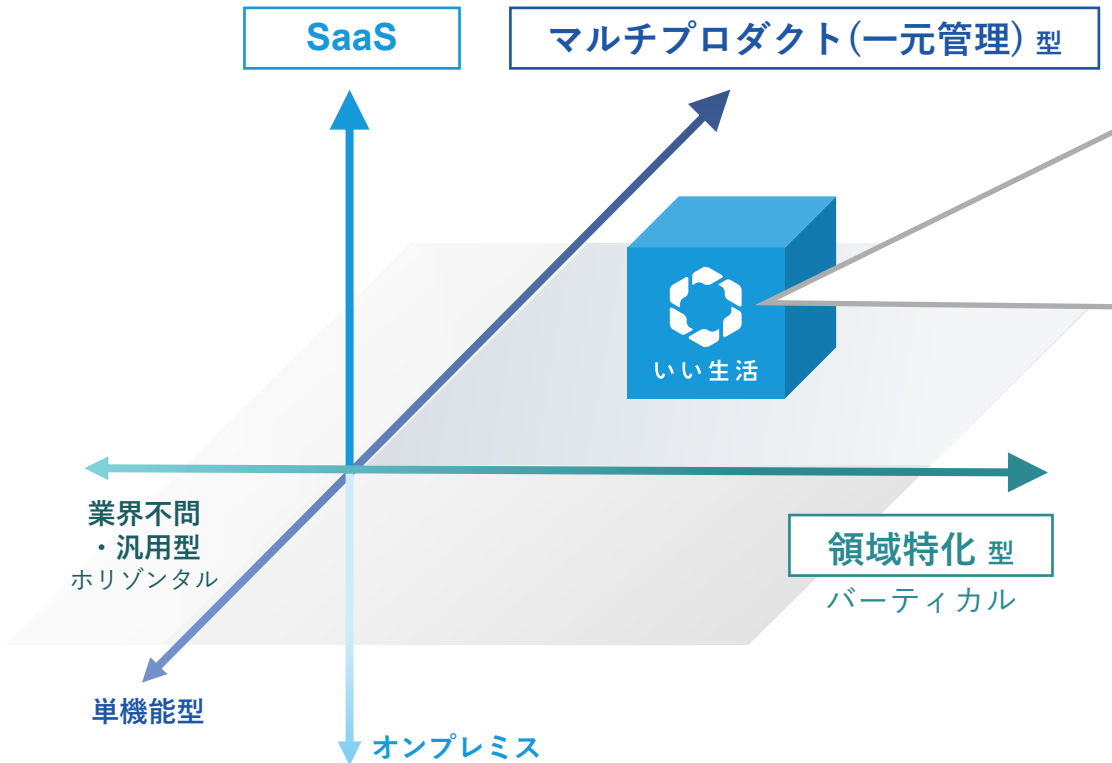 SaaS
マルチプロダクト(一元管理) 型
いい生活
業界不問
・汎用型
ホリゾンタル
領域特化 型
バーティカル
単機能型
オンプレミス